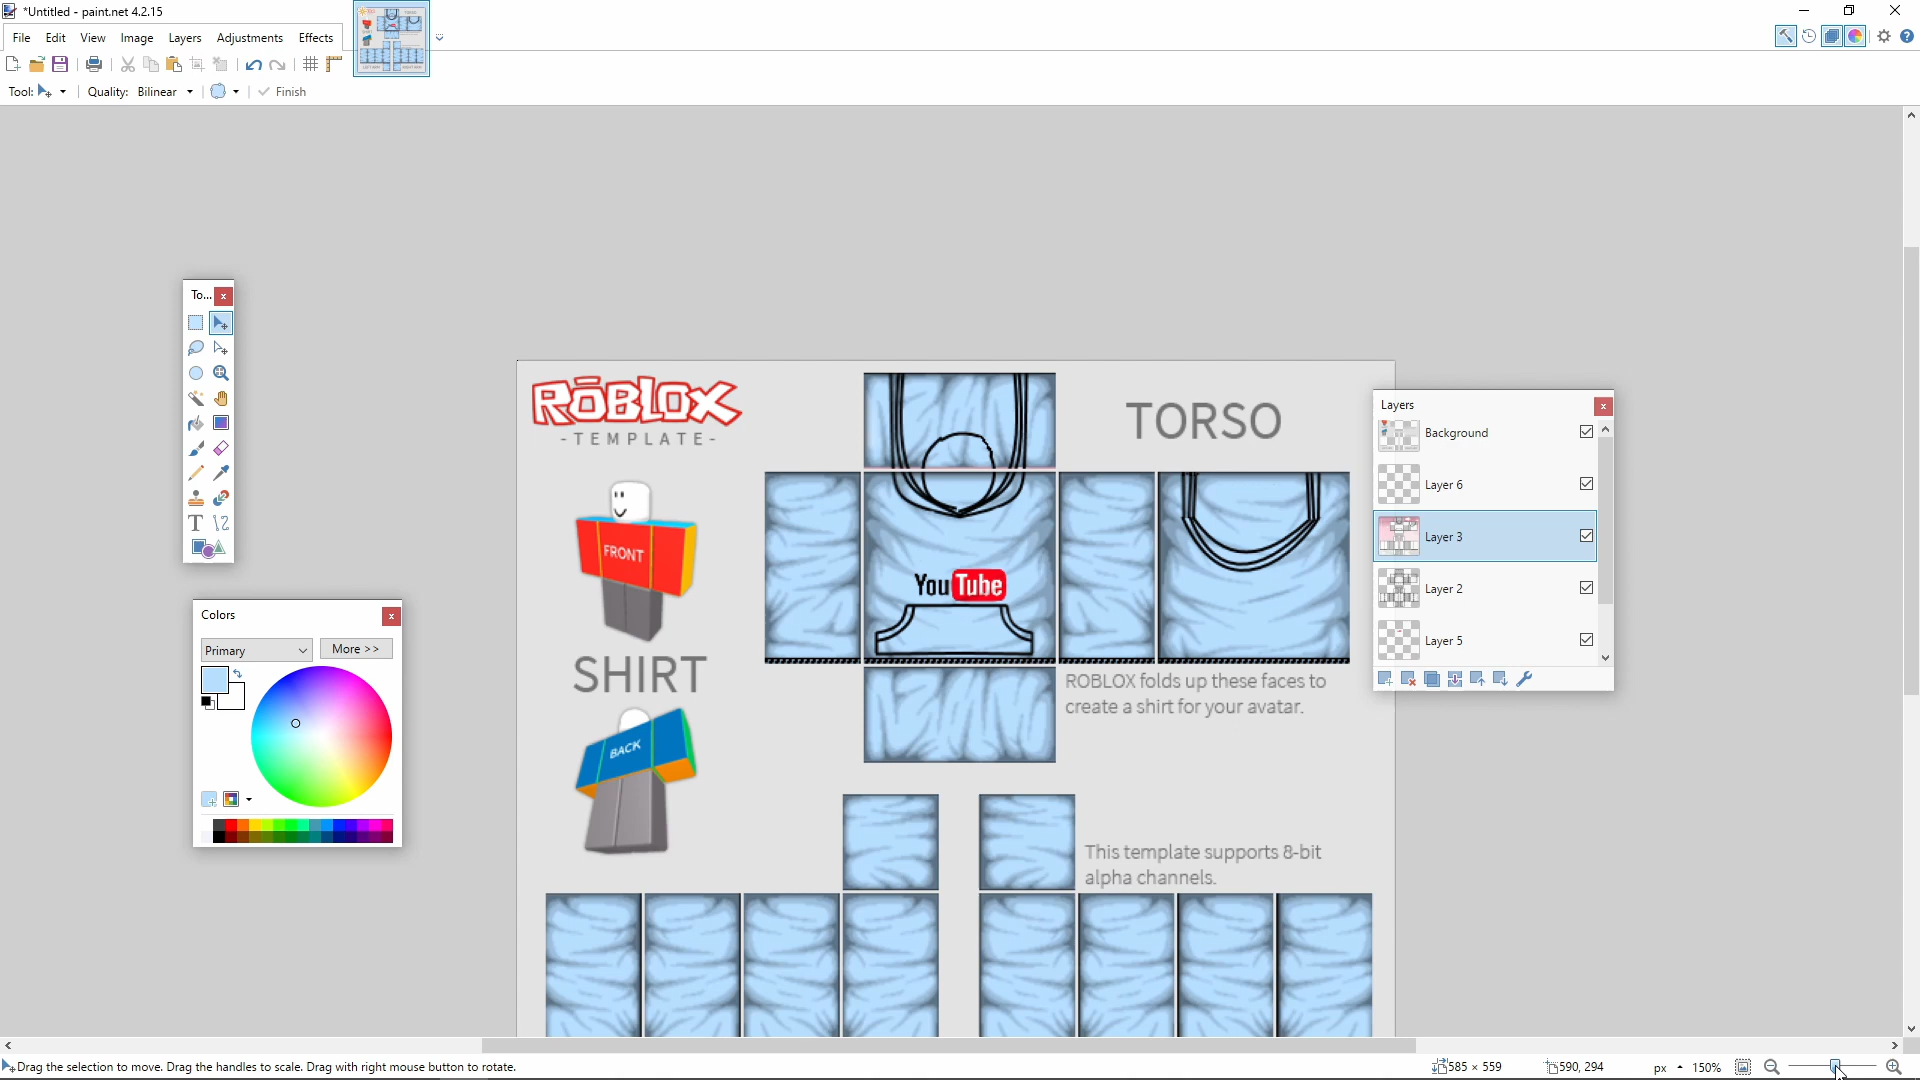 *Untitled - paint.net 4.2.15
File Edit View Image Layers Adjustments Effects
Tool: Quality: Bilinear Finish
To...
ROBLOX
-TEMPLATE-
TORSO
FRONT
SHIRT
BACK
YouTube
ROBLOX folds up these faces to
create a shirt for your avatar.
This template supports 8-bit
alpha channels.
Layers
Background
Layer 6
Layer 3
Layer 2
Layer 5
Colors
Primary More >>
Drag the selection to move. Drag the handles to scale. Drag with right mouse button to rotate. 585 × 559 590, 294 px 150%